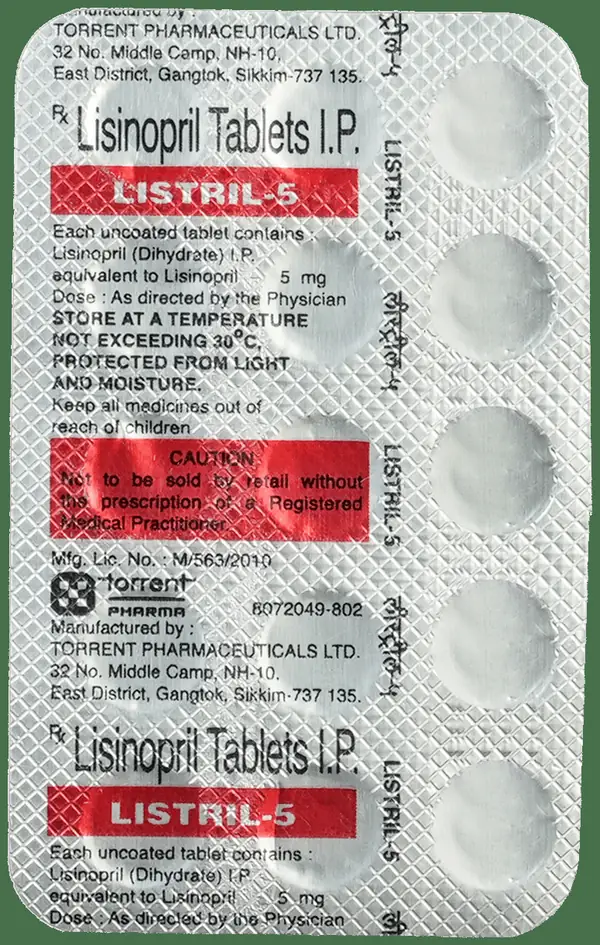 Manufactured by :
TORRENT PHARMACEUTICALS LTD.
32 No. Middle Camp, NH-10,
East District, Gangtok, Sikkim-737 135.
Rx Lisinopril Tablets I.P.
LISTRIL-5
Each uncoated tablet contains :
Lisinopril (Dihydrate) I.P.
equivalent to Lisinopril 5 mg
Dose : As directed by the Physician
STORE AT A TEMPERATURE
NOT EXCEEDING 30°C,
PROTECTED FROM LIGHT
AND MOISTURE.
Keep all medicines out of
reach of children
CAUTION
Not to be sold by retail without
the prescription of a Registered
Medical Practitioner.
Mfg. Lic. No. : M/563/2010
torrent
PHARMA 8072049-802
Manufactured by :
TORRENT PHARMACEUTICALS LTD.
32 No. Middle Camp, NH-10,
East District, Gangtok, Sikkim-737 135.
Rx Lisinopril Tablets I.P.
LISTRIL-5
Each uncoated tablet contains :
Lisinopril (Dihydrate) I.P.
equivalent to Lisinopril 5 mg
Dose : As directed by the Physician
LISTRIL-5
लीस्ट्रील-५
LISTRIL-5
लीस्ट्रील-५
LISTRIL-5